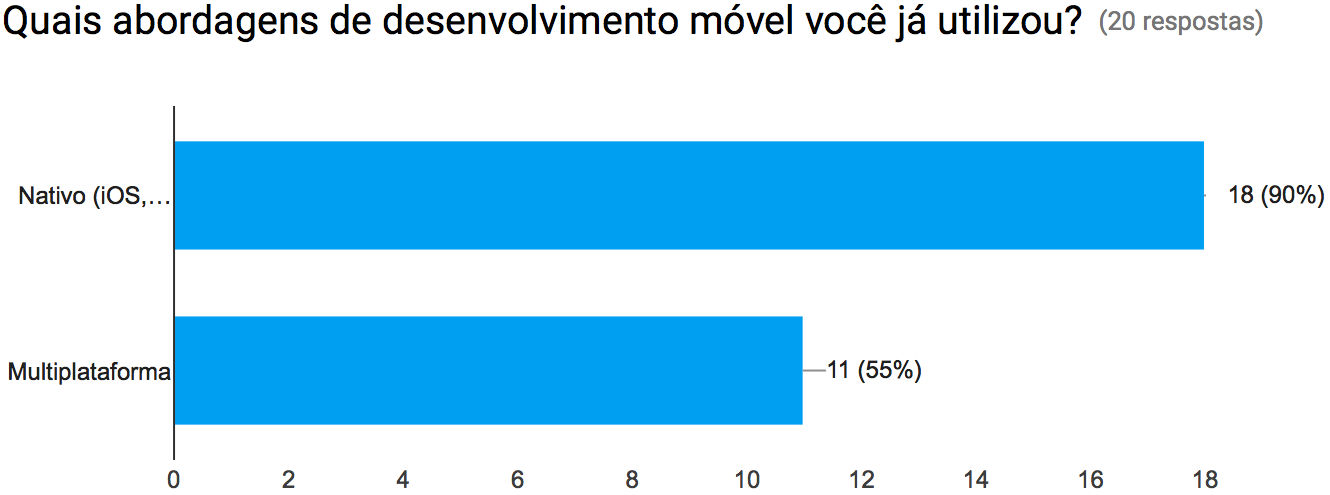 Quais abordagens de desenvolvimento móvel você já utilizou? (20 respostas)
Nativo (iOS,…
18 (90%)
Multiplataforma
11 (55%)
0 2 4 6 8 10 12 14 16 18